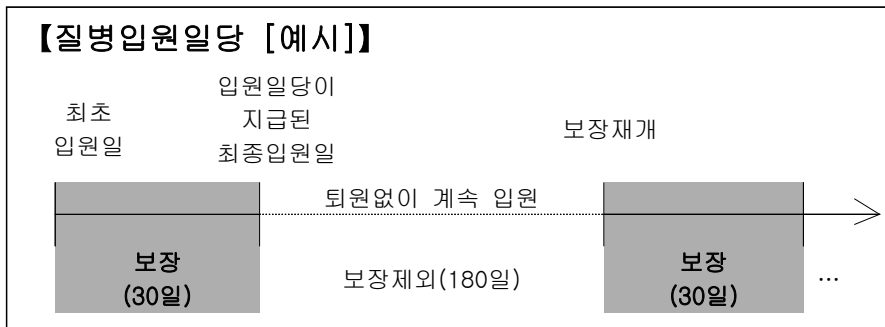 【질병입원일당 [예시]】
최초
입원일
입원일당이
지급된
최종입원일
보장재개
퇴원없이 계속 입원
보장
(30일)
보장제외(180일)
보장
(30일)
…